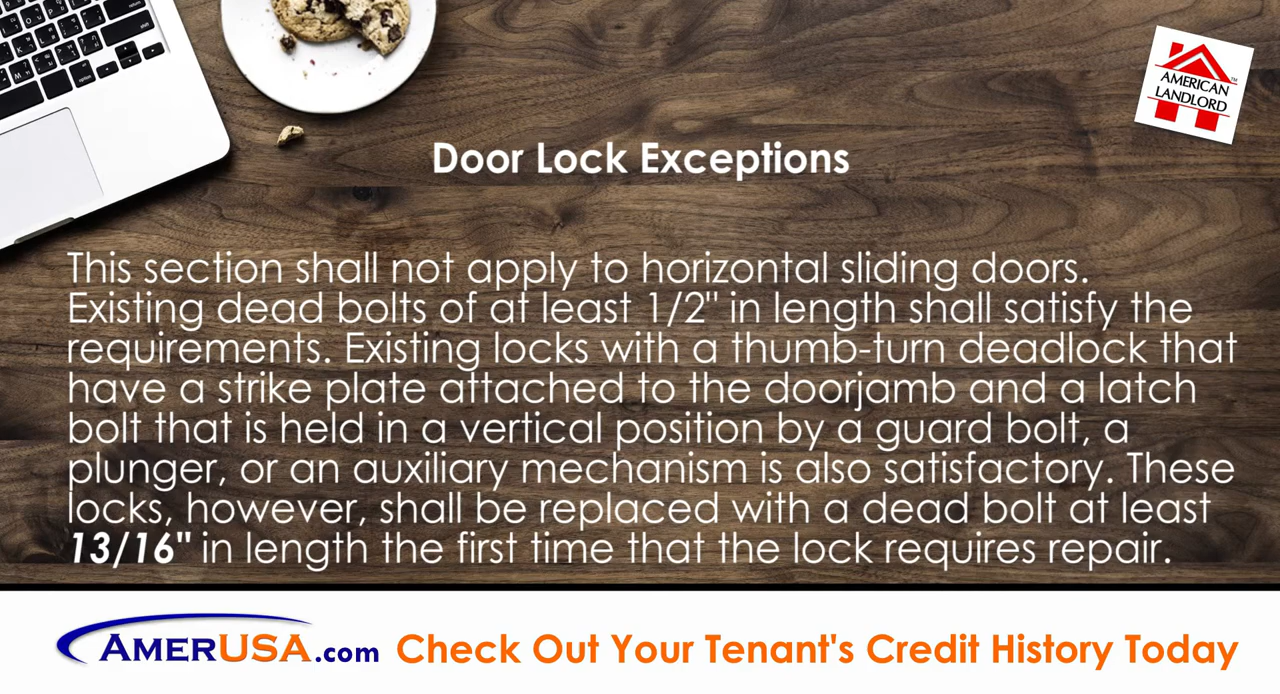 AMERICAN
LANDLORD
™
Door Lock Exceptions
This section shall not apply to horizontal sliding doors.
Existing dead bolts of at least 1/2" in length shall satisfy the
requirements. Existing locks with a thumb-turn deadlock that
have a strike plate attached to the doorjamb and a latch
bolt that is held in a vertical position by a guard bolt, a
plunger, or an auxiliary mechanism is also satisfactory. These
locks, however, shall be replaced with a dead bolt at least
13/16" in length the first time that the lock requires repair.
AMERUSA.com Check Out Your Tenant's Credit History Today